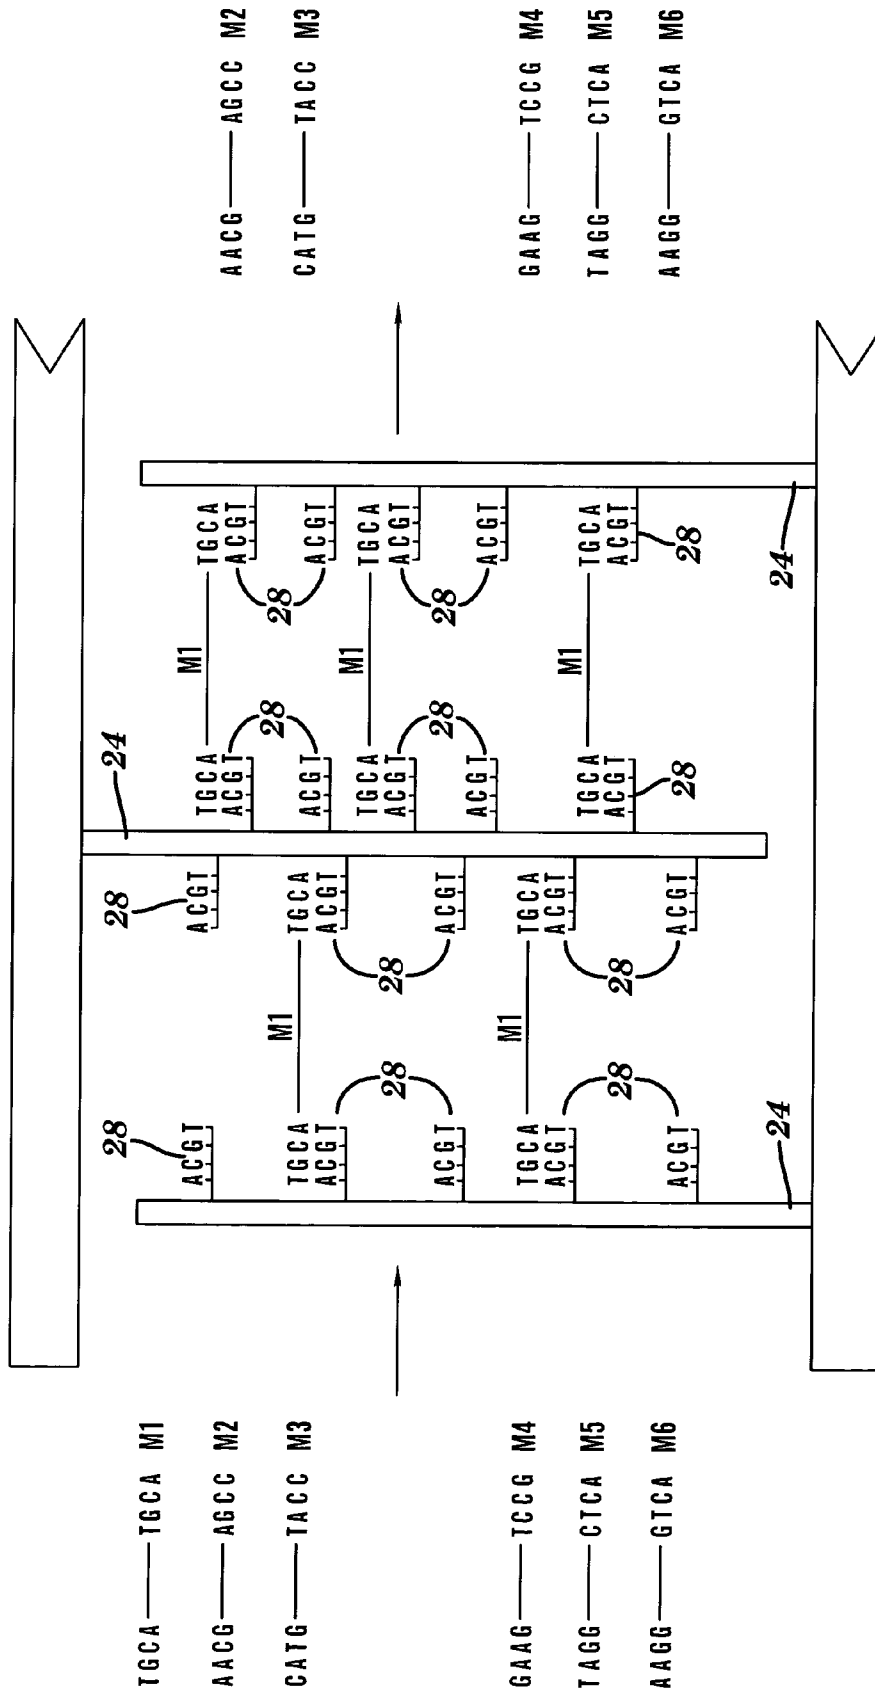 TGCA TGCA M1
AACG AGCC M2
CATG TACC M3
GAAG TCCG M4
TAGG CTCA M5
AAGG GTCA M6
28 28
ACGT ACGT
M1
TGCA TGCA
ACGT ACGT
28 28
ACGT ACGT
M1
TGCA TGCA
ACGT ACGT
28 28
ACGT ACGT
24
24
M1
TGCA TGCA
ACGT ACGT
28 28
ACGT ACGT
M1
TGCA TGCA
ACGT ACGT
28 28
ACGT ACGT
M1
TGCA TGCA
ACGT ACGT
28 28
24
AACG AGCC M2
CATG TACC M3
GAAG TCCG M4
TAGG CTCA M5
AAGG GTCA M6